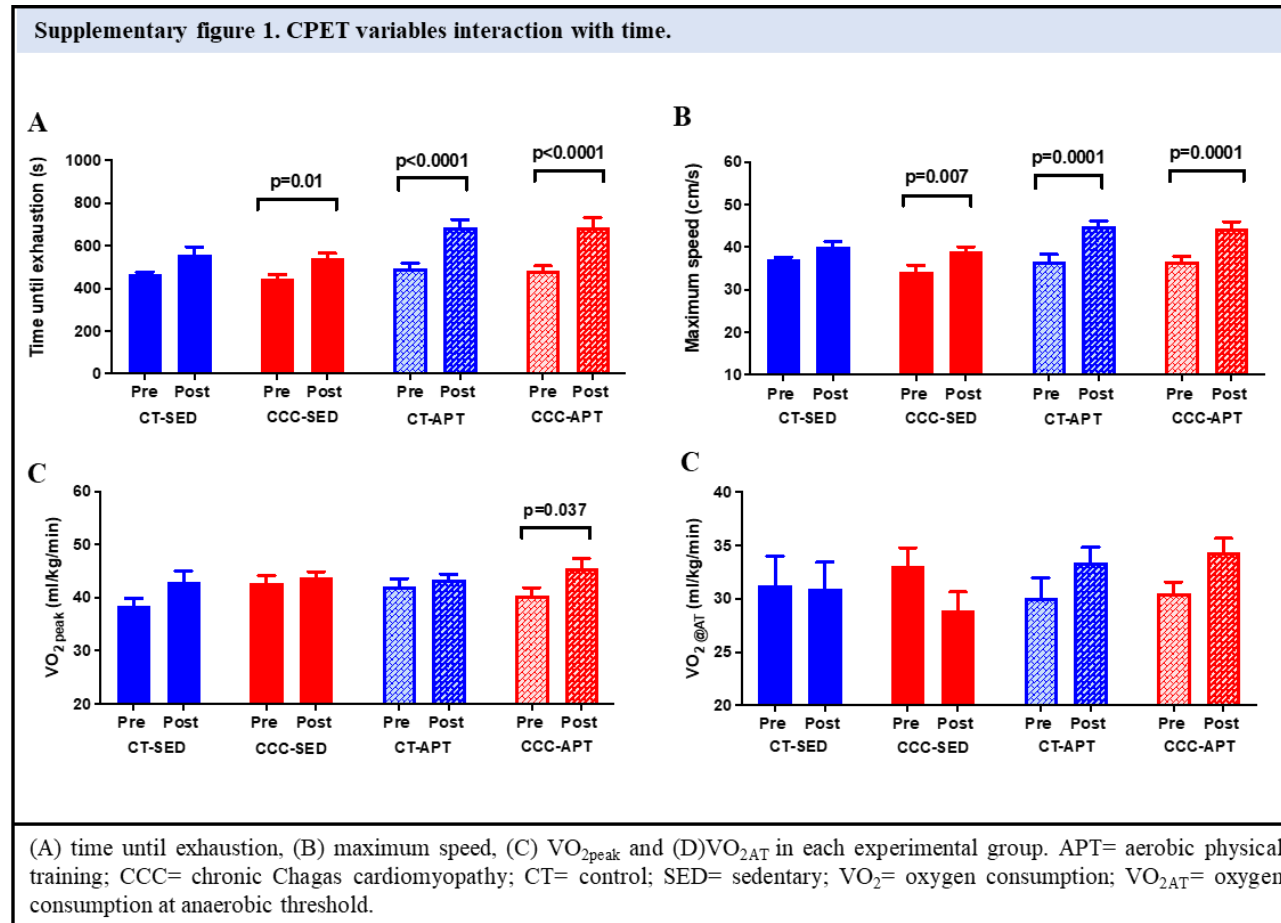 Supplementary figure 1. CPET variables interaction with time.
A
Time until exhaustion (s)
1000
800
600
400
200
0
p=0.01
p<0.0001
p<0.0001
Pre Post Pre Post Pre Post Pre Post
CT-SED CCC-SED CT-APT CCC-APT
B
Maximum speed (cm/s)
60
50
40
30
20
10
p=0.007
p=0.0001
p=0.0001
Pre Post Pre Post Pre Post Pre Post
CT-SED CCC-SED CT-APT CCC-APT
C
VO2 peak (ml/kg/min)
60
50
40
30
20
p=0.037
Pre Post Pre Post Pre Post Pre Post
CT-SED CCC-SED CT-APT CCC-APT
C
VO2 @AT (ml/kg/min)
40
35
30
25
20
Pre Post Pre Post Pre Post Pre Post
CT-SED CCC-SED CT-APT CCC-APT
(A) time until exhaustion, (B) maximum speed, (C) VO2peak and (D)VO2AT in each experimental group. APT= aerobic physical
training; CCC= chronic Chagas cardiomyopathy; CT= control; SED= sedentary; VO2= oxygen consumption; VO2AT= oxygen
consumption at anaerobic threshold.